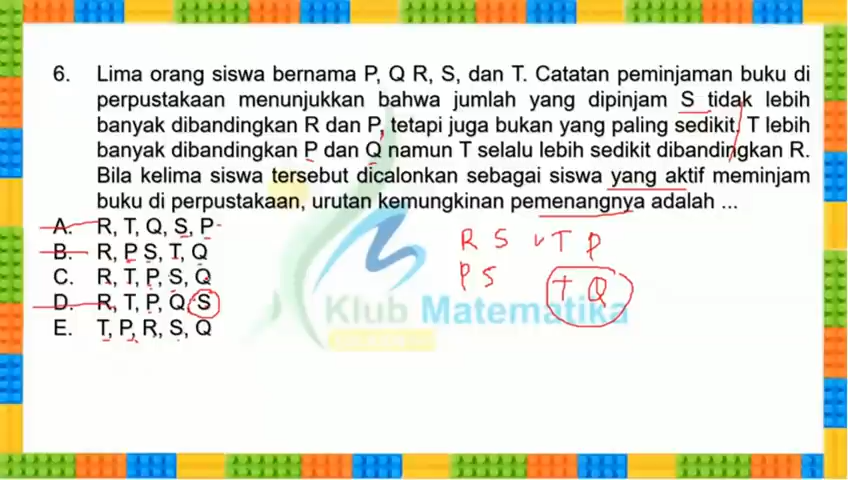 6. Lima orang siswa bernama P, Q R, S, dan T. Catatan peminjaman buku di
perpustakaan menunjukkan bahwa jumlah yang dipinjam S tidak lebih
banyak dibandingkan R dan P, tetapi juga bukan yang paling sedikit. T lebih
banyak dibandingkan P dan Q namun T selalu lebih sedikit dibandingkan R.
Bila kelima siswa tersebut dicalonkan sebagai siswa yang aktif meminjam
buku di perpustakaan, urutan kemungkinan pemenangnya adalah ...
A. R, T, Q, S, P
B. R, P S, T, Q
C. R, T, P, S, Q
D. R, T, P, Q, S
E. T, P, R, S, Q
R S T P
P S T Q
Klub Matematika